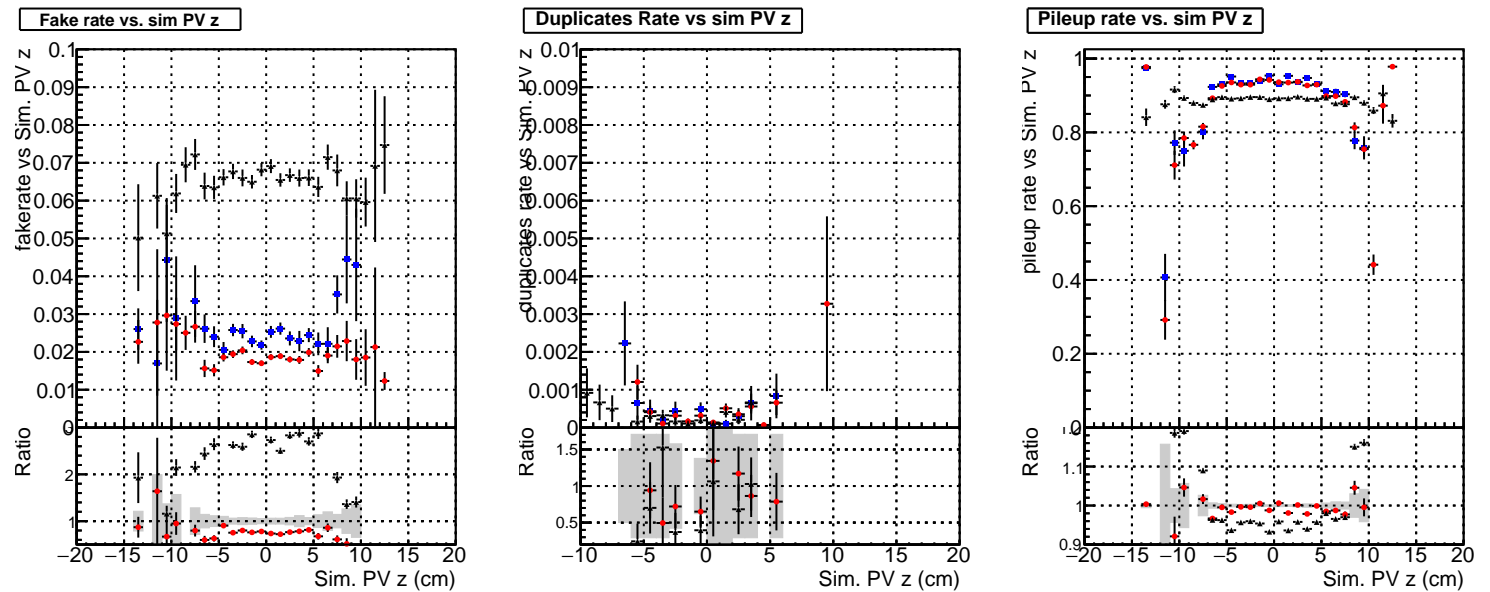 Fake rate vs. sim PV z
fakerate vs Sim. PV z
0.1
0.09
0.08
0.07
0.06
0.05
0.04
0.03
0.02
0.01
0
Ratio
2
1
−20 −15 −10 −5 0 5 10 15 20
Sim. PV z (cm)
Duplicates Rate vs sim PV z
duplicates rate vs Sim. PV z
0.01
0.009
0.008
0.007
0.006
0.005
0.004
0.003
0.002
0.001
0
Ratio
1.5
1
0.5
−10 −5 0 5 10 15 20
Sim. PV z (cm)
Pileup rate vs. sim PV z
pileup rate vs Sim. PV z
1
0.8
0.6
0.4
0.2
0
Ratio
1.1
1
0.9
−20 −15 −10 −5 0 5 10 15 20
Sim. PV z (cm)